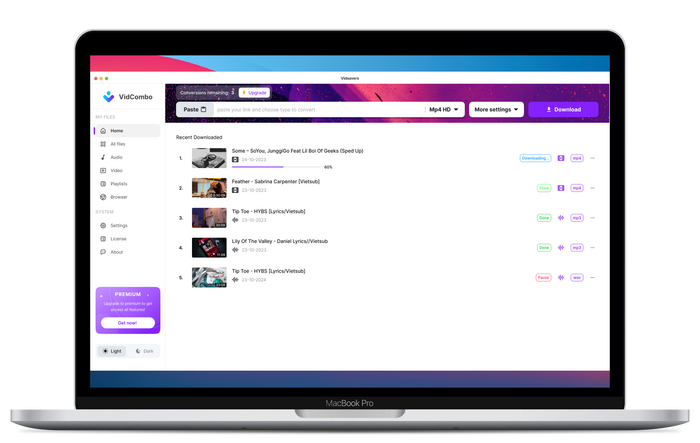 Videavers
VidCombo
Conversions remaining: 3 Upgrade
Paste paste your link and choose type to convert Mp4 HD More settings Download
MY FILES
Home
All files
Audio
Video
Playlists
Browser
SYSTEM
Settings
License
About
PREMIUM
Upgrade to premium to get access all features!
Get now!
Light Dark
Recent Downloaded
1. Some – SoYou, JunggiGo Feat Lil Boi Of Geeks (Sped Up)
24-10-2023 Downloading... mp4
60%
2. Feather - Sabrina Carpenter [Vietsub]
23-10-2023 Done mp4
3. Tip Toe - HYBS [Lyrics/Vietsub]
23-10-2023 Done mp3
4. Lily Of The Valley - Daniel Lyrics//Vietsub
23-10-2023 Done mp3
5. Tip Toe - HYBS [Lyrics/Vietsub]
23-10-2024 Pause wav
MacBook Pro